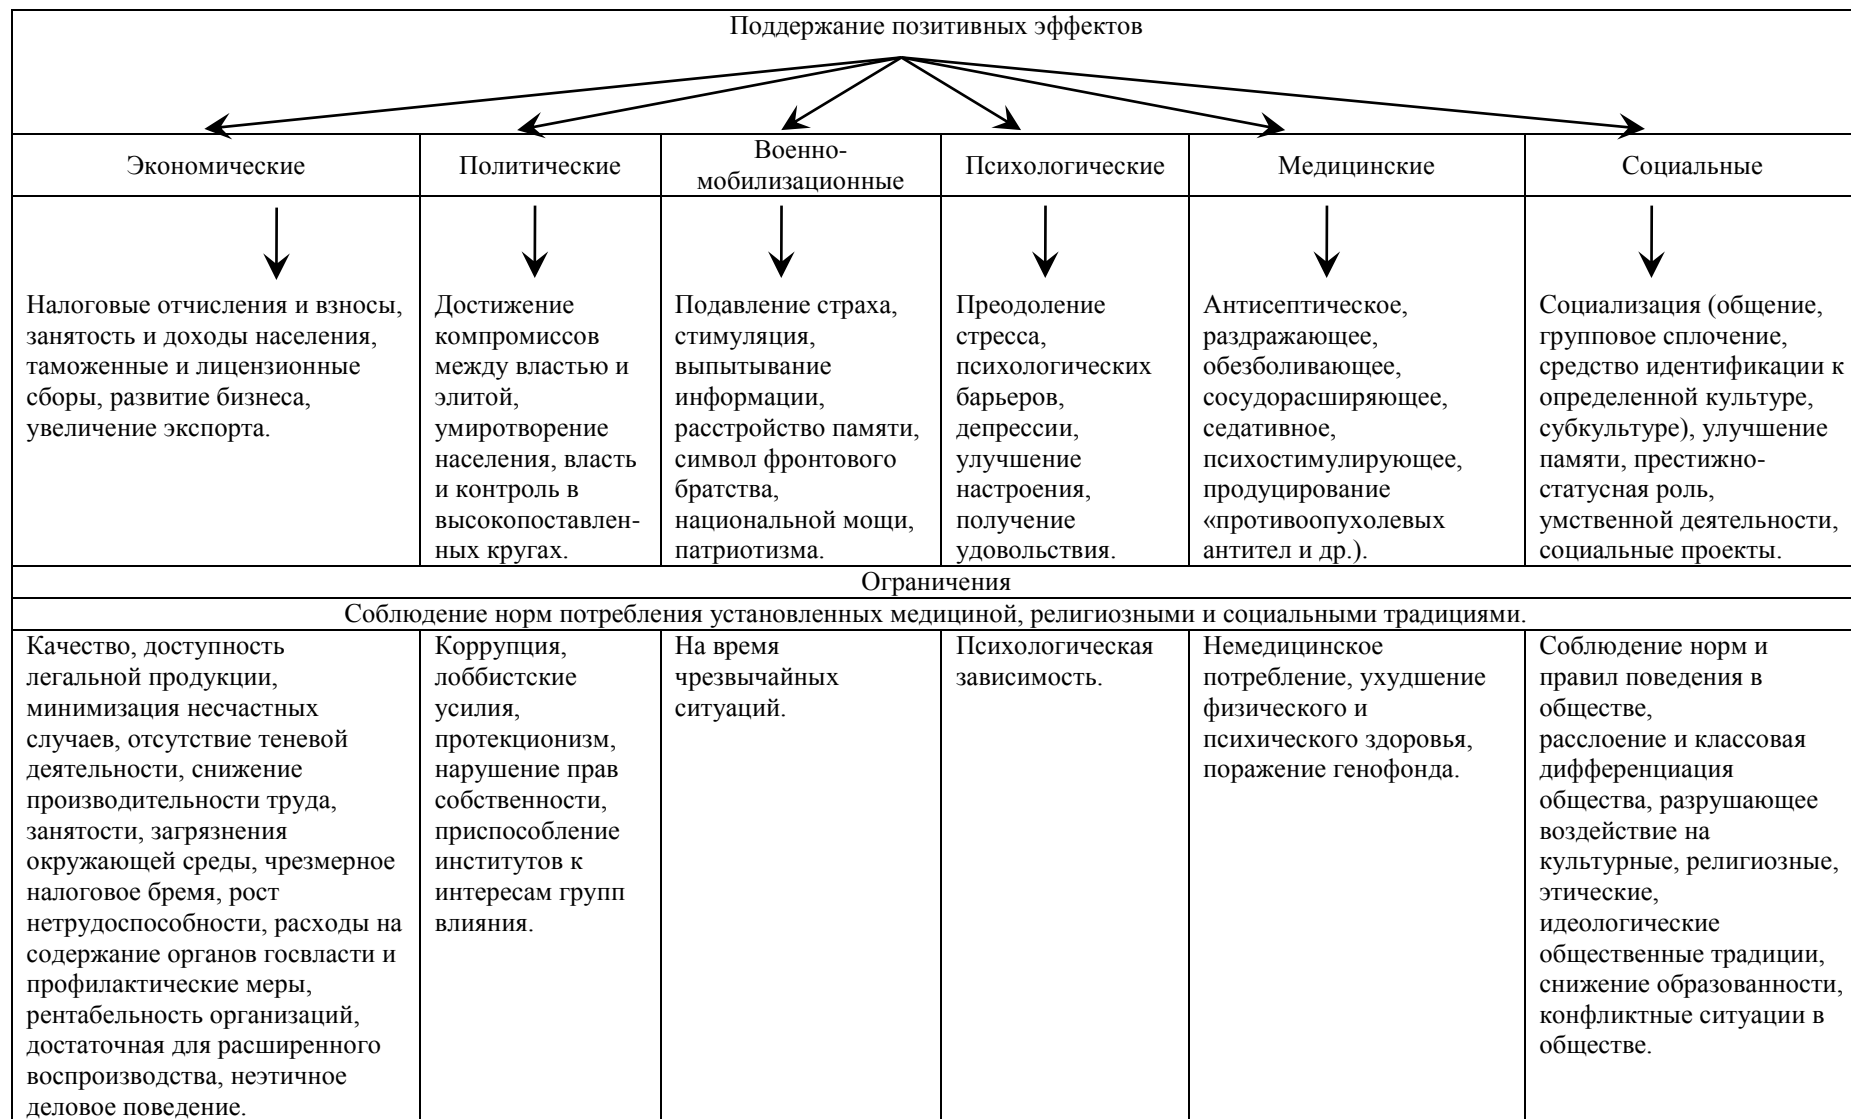 Поддержание позитивных эффектов
Экономические
Политические
Военно-
мобилизационные
Психологические
Медицинские
Социальные
Налоговые отчисления и взносы,
занятость и доходы населения,
таможенные и лицензионные
сборы, развитие бизнеса,
увеличение экспорта.
Достижение
компромиссов
между властью и
элитой,
умиротворение
населения, власть
и контроль в
высокопоставлен-
ных кругах.
Подавление страха,
стимуляция,
выпытывание
информации,
расстройство памяти,
символ фронтового
братства,
национальной мощи,
патриотизма.
Преодоление
стресса,
психологических
барьеров,
депрессии,
улучшение
настроения,
получение
удовольствия.
Антисептическое,
раздражающее,
обезболивающее,
сосудорасширяющее,
седативное,
психостимулирующее,
продуцирование
«противоопухолевых
антител и др.).
Социализация (общение,
групповое сплочение,
средство идентификации к
определенной культуре,
субкультуре), улучшение
памяти, престижно-
статусная роль,
умственной деятельности,
социальные проекты.
Ограничения
Соблюдение норм потребления установленных медициной, религиозными и социальными традициями.
Качество, доступность
легальной продукции,
минимизация несчастных
случаев, отсутствие теневой
деятельности, снижение
производительности труда,
занятости, загрязнения
окружающей среды, чрезмерное
налоговое бремя, рост
нетрудоспособности, расходы на
содержание органов госвласти и
профилактические меры,
рентабельность организаций,
достаточная для расширенного
воспроизводства, неэтичное
деловое поведение.
Коррупция,
лоббистские
усилия,
протекционизм,
нарушение прав
собственности,
приспособление
институтов к
интересам групп
влияния.
На время
чрезвычайных
ситуаций.
Психологическая
зависимость.
Немедицинское
потребление, ухудшение
физического и
психического здоровья,
поражение генофонда.
Соблюдение норм и
правил поведения в
обществе,
расслоение и классовая
дифференциация
общества, разрушающее
воздействие на
культурные, религиозные,
этические,
идеологические
общественные традиции,
снижение образованности,
конфликтные ситуации в
обществе.